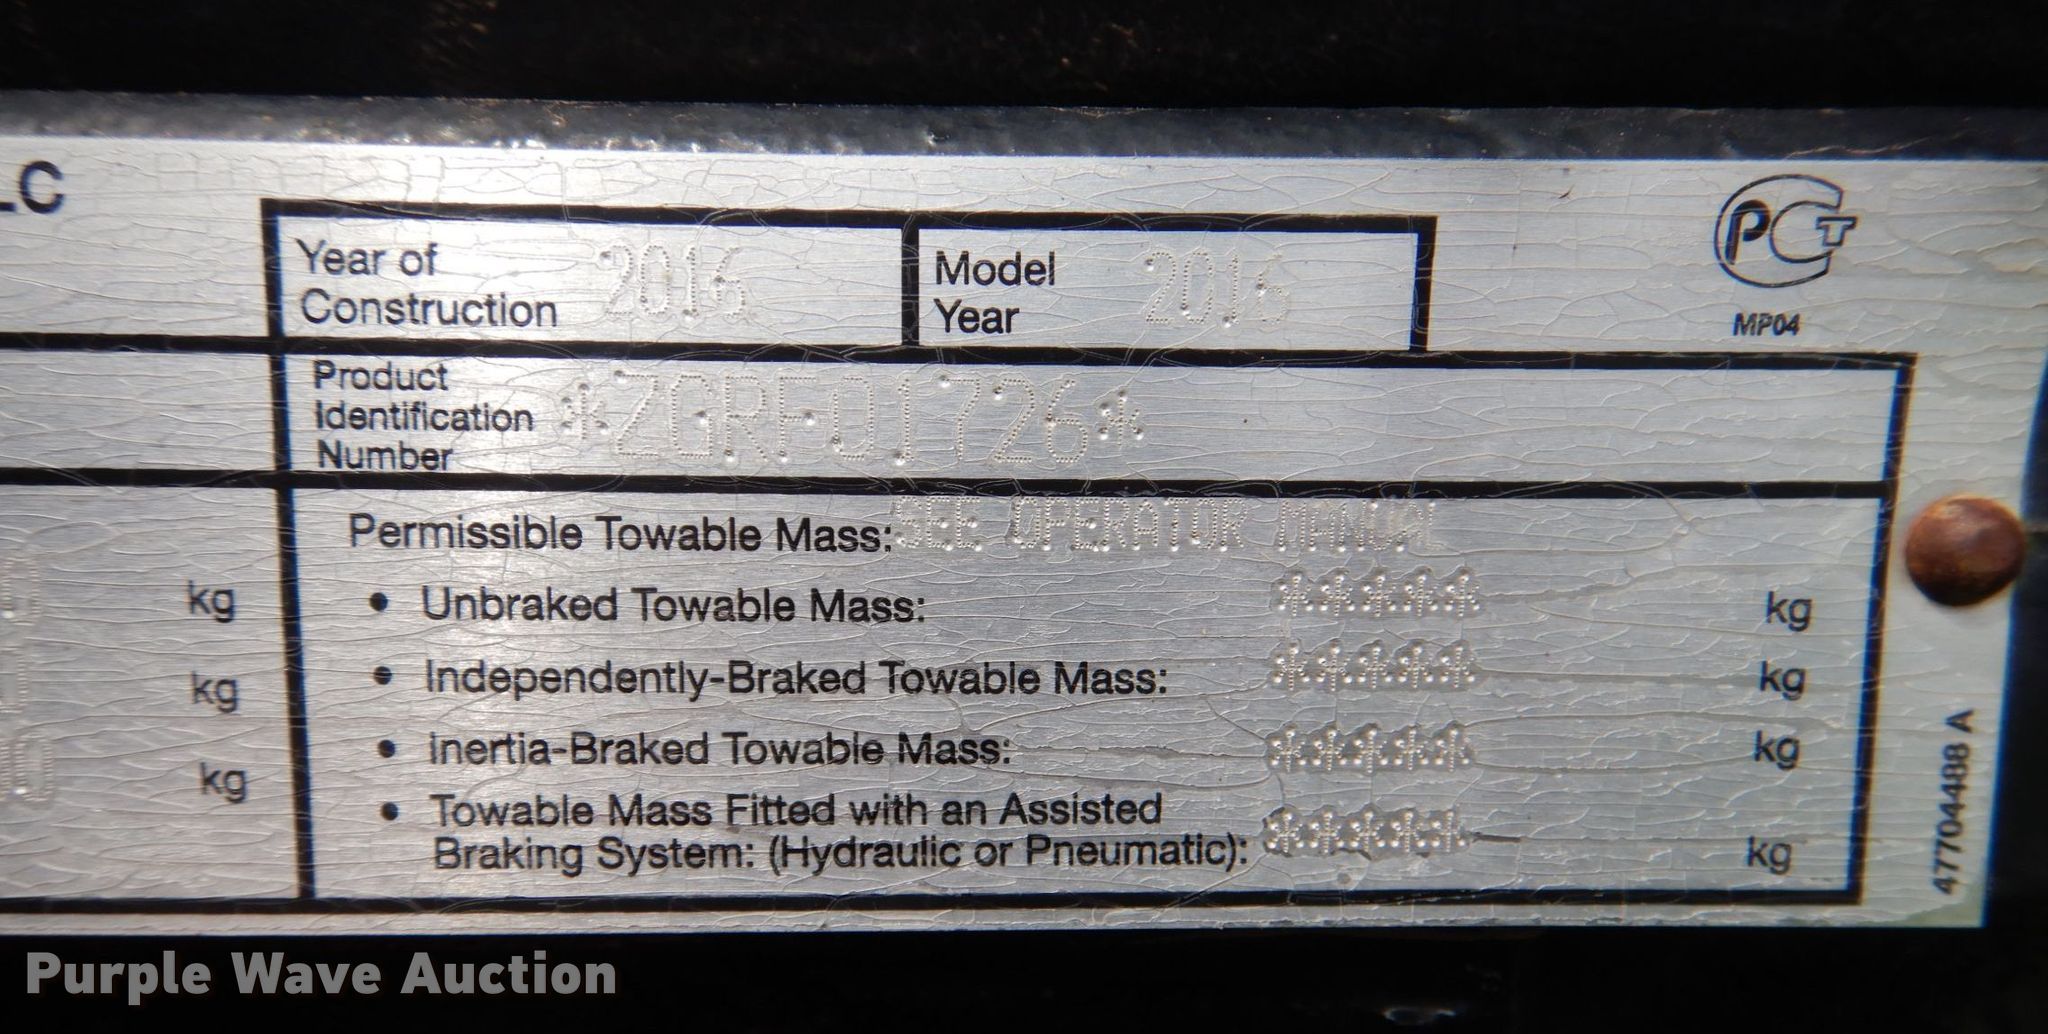 LC
Year of
Construction 2016
Model
Year 2016
РСТ
MP04
Product
Identification
Number *ZGRF01726*
Permissible Towable Mass: SEE OPERATOR MANUAL
kg • Unbraked Towable Mass: ***** kg
kg • Independently-Braked Towable Mass: ***** kg
• Inertia-Braked Towable Mass: ***** kg
kg • Towable Mass Fitted with an Assisted
Braking System: (Hydraulic or Pneumatic): ***** kg
47704488 A
Purple Wave Auction